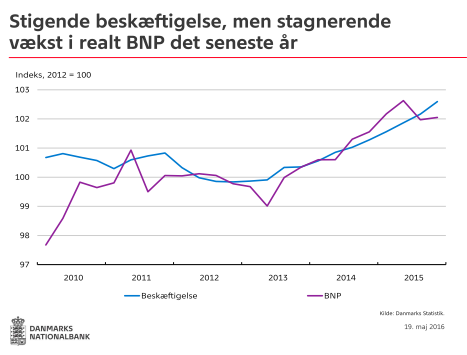 Stigende beskæftigelse, men stagnerende
vækst i realt BNP det seneste år
Indeks, 2012 = 100
103
102
101
100
99
98
97
2010 2011 2012 2013 2014 2015
Beskæftigelse BNP
Kilde: Danmarks Statistik.
19. maj 2016
DANMARKS
NATIONALBANK